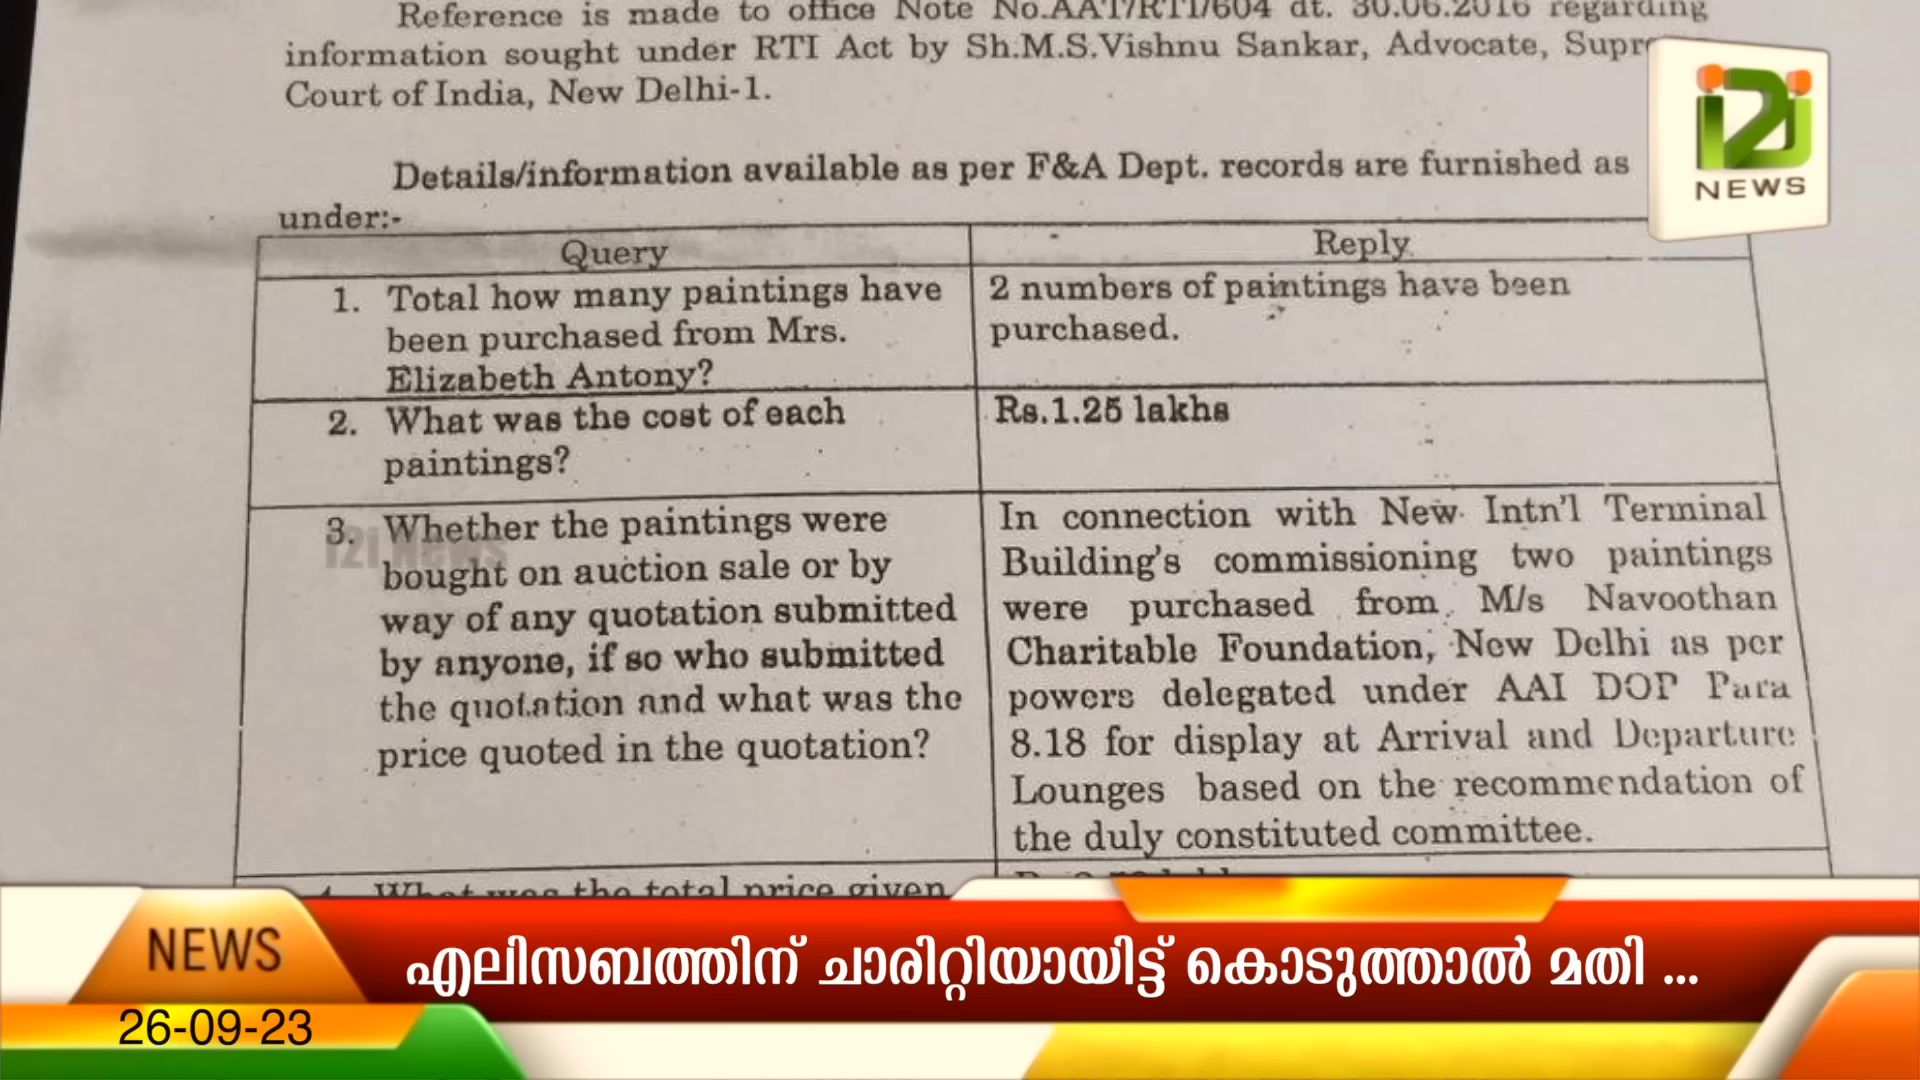 Reference is made to office Note No.AAI/RTI/604 dt. 30.06.2016 regarding
information sought under RTI Act by Sh.M.S.Vishnu Sankar, Advocate,
Court of India, New Delhi-1.
Details/information available as per F&A Dept. records are furnished as
under:-
Query
Reply
1. Total how many paintings have
been purchased from Mrs.
Elizabeth Antony?
2 numbers of paintings have been
purchased.
2. What was the cost of each
paintings?
Rs.1.25 lakhs
3. Whether the paintings were
bought on auction sale or by
way of any quotation submitted
by anyone, if so who submitted
the quotation and what was the
price quoted in the quotation?
In connection with New Intn'l Terminal
Building's commissioning two paintings
were purchased from M/s Navoothan
Charitable Foundation, New Delhi as per
powers delegated under AAI DOP Para
8.18 for display at Arrival and Departure
Lounges based on the recommendation of
the duly constituted committee.
What was the total price given
i2i News
i2i
NEWS
NEWS
എലിസബത്തിന് ചാരിറ്റിയായിട്ട് കൊടുത്താൽ മതി ...
26-09-23